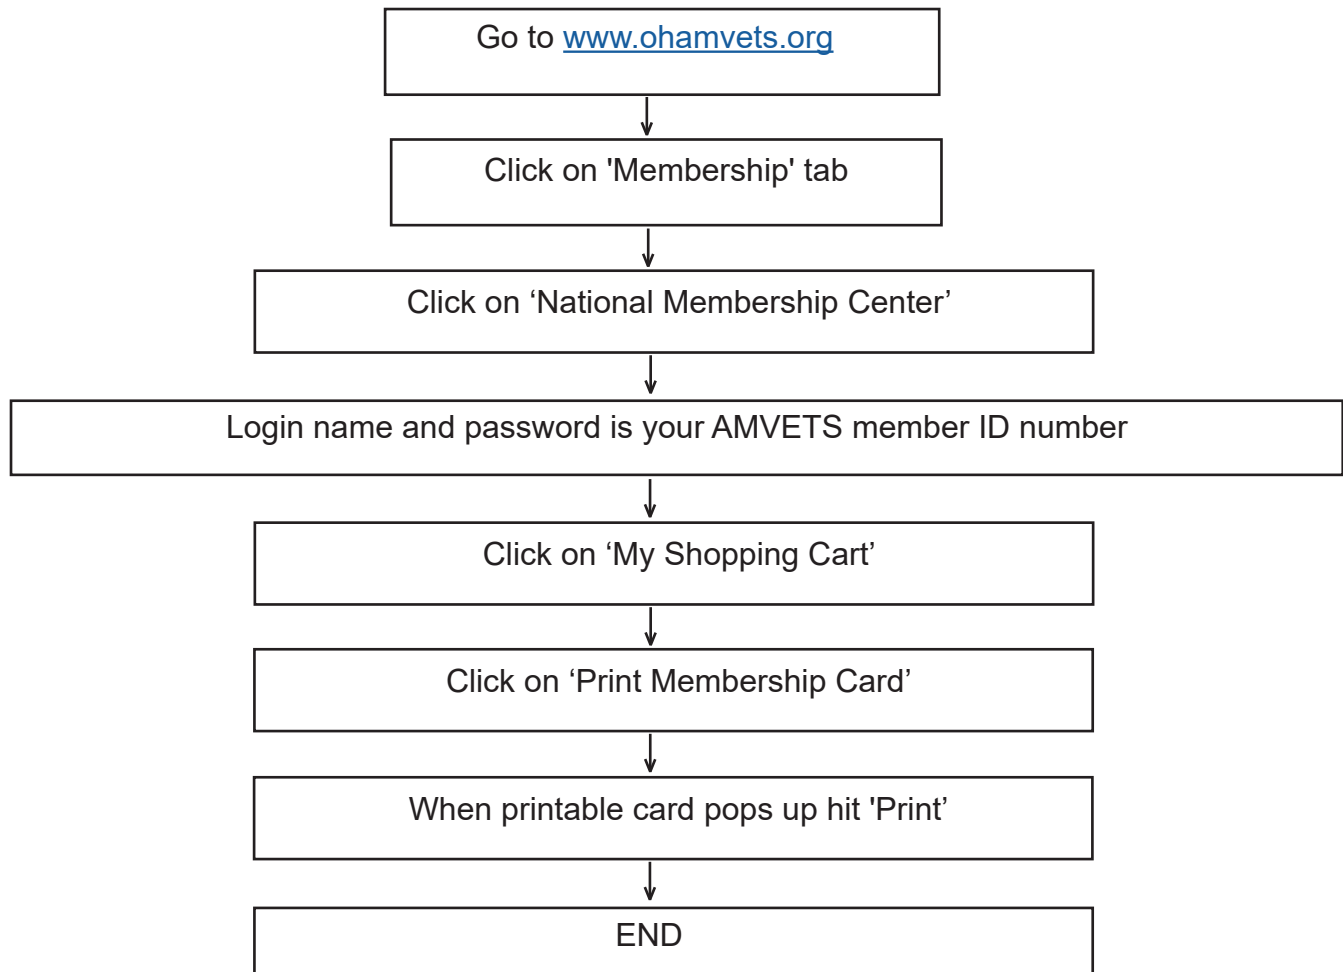 Go to www.ohamvets.org
Click on 'Membership' tab
Click on ‘National Membership Center’
Login name and password is your AMVETS member ID number
Click on ‘My Shopping Cart’
Click on ‘Print Membership Card’
When printable card pops up hit 'Print’
END